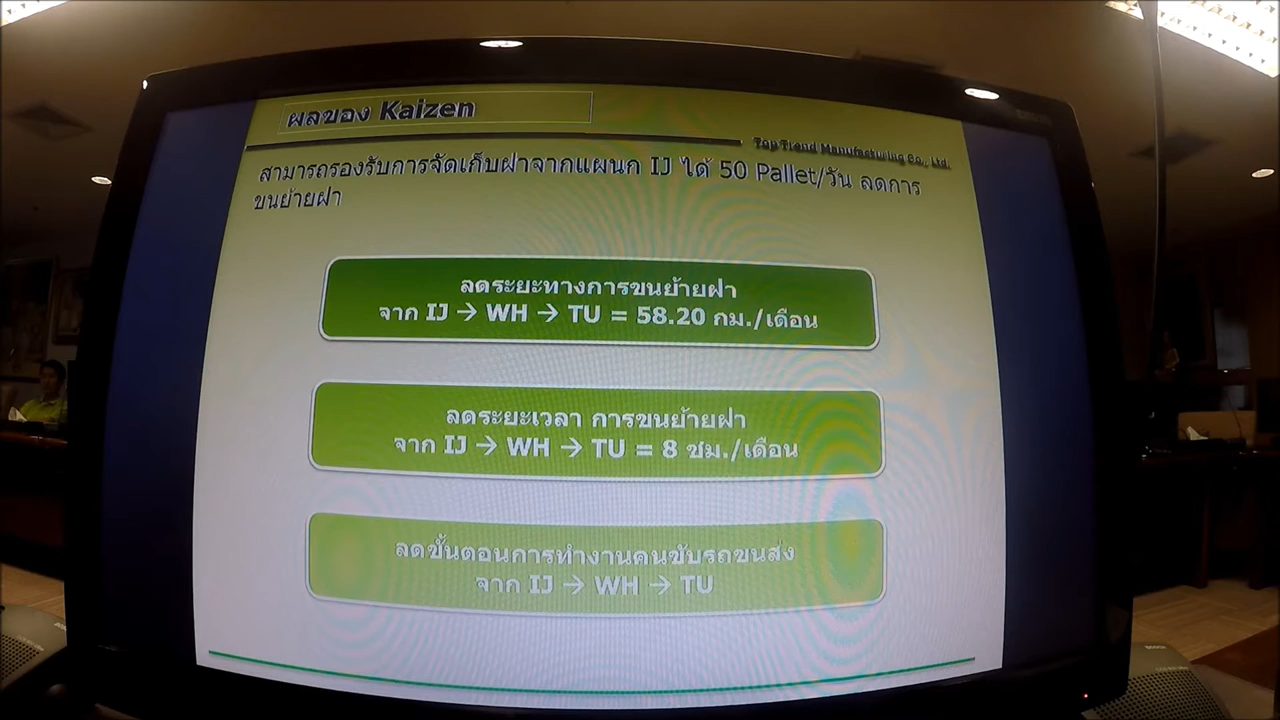 ผลของ Kaizen
Top Trend Manufacturing Co., Ltd.
สามารถรองรับการจัดเก็บฝาจากแผนก IJ ได้ 50 Pallet/วัน ลดการ
ขนย้ายฝา
ลดระยะทางการขนย้ายฝา
จาก IJ → WH → TU = 58.20 กม./เดือน
ลดระยะเวลา การขนย้ายฝา
จาก IJ → WH → TU = 8 ชม./เดือน
ลดขั้นตอนการทำงานคนขับรถขนส่ง
จาก IJ → WH → TU